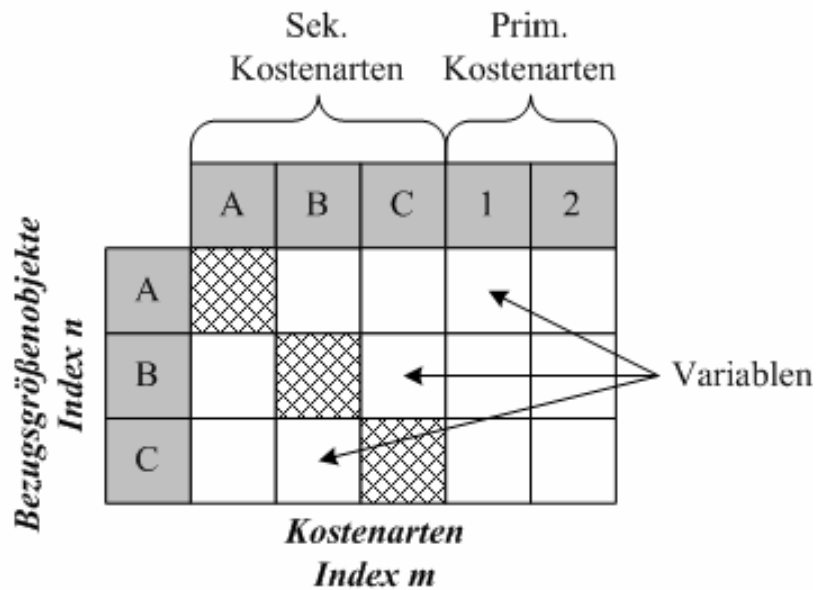 Sek.
Kostenarten
Prim.
Kostenarten
A B C 1 2
A
B
C
Bezugsgrößenobjekte
Index n
Variablen
Kostenarten
Index m